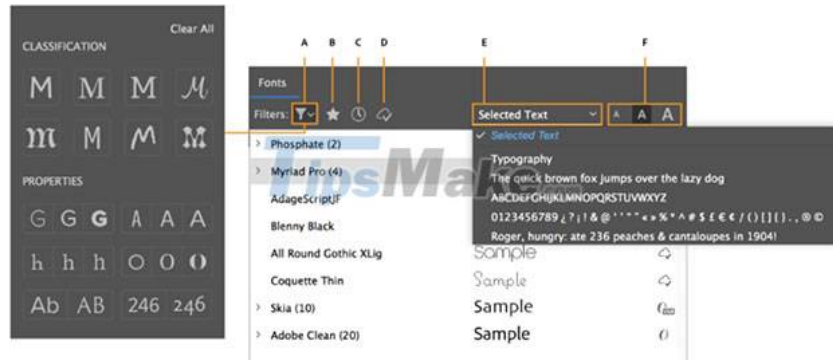 Clear All
CLASSIFICATION
M M M M
m M M M
PROPERTIES
G G G A A A
h h h O O O
Ab AB 246 246
A B C D E F
Fonts
Filters: Selected Text A A A
Selected Text
Typography
The quick brown fox jumps over the lazy dog
ABCDEFGHIJKLMNOPQRSTUVWXYZ
Roger, hungry: ate 236 peaches & cantaloupes in 1904!
Phosphate (2)
Myriad Pro (4)
AdageScriptJF
Blenny Black
All Round Gothic XLig Sample
Coquette Thin Sample
Skia (10) Sample
Adobe Clean (20) Sample
TipsMake.com